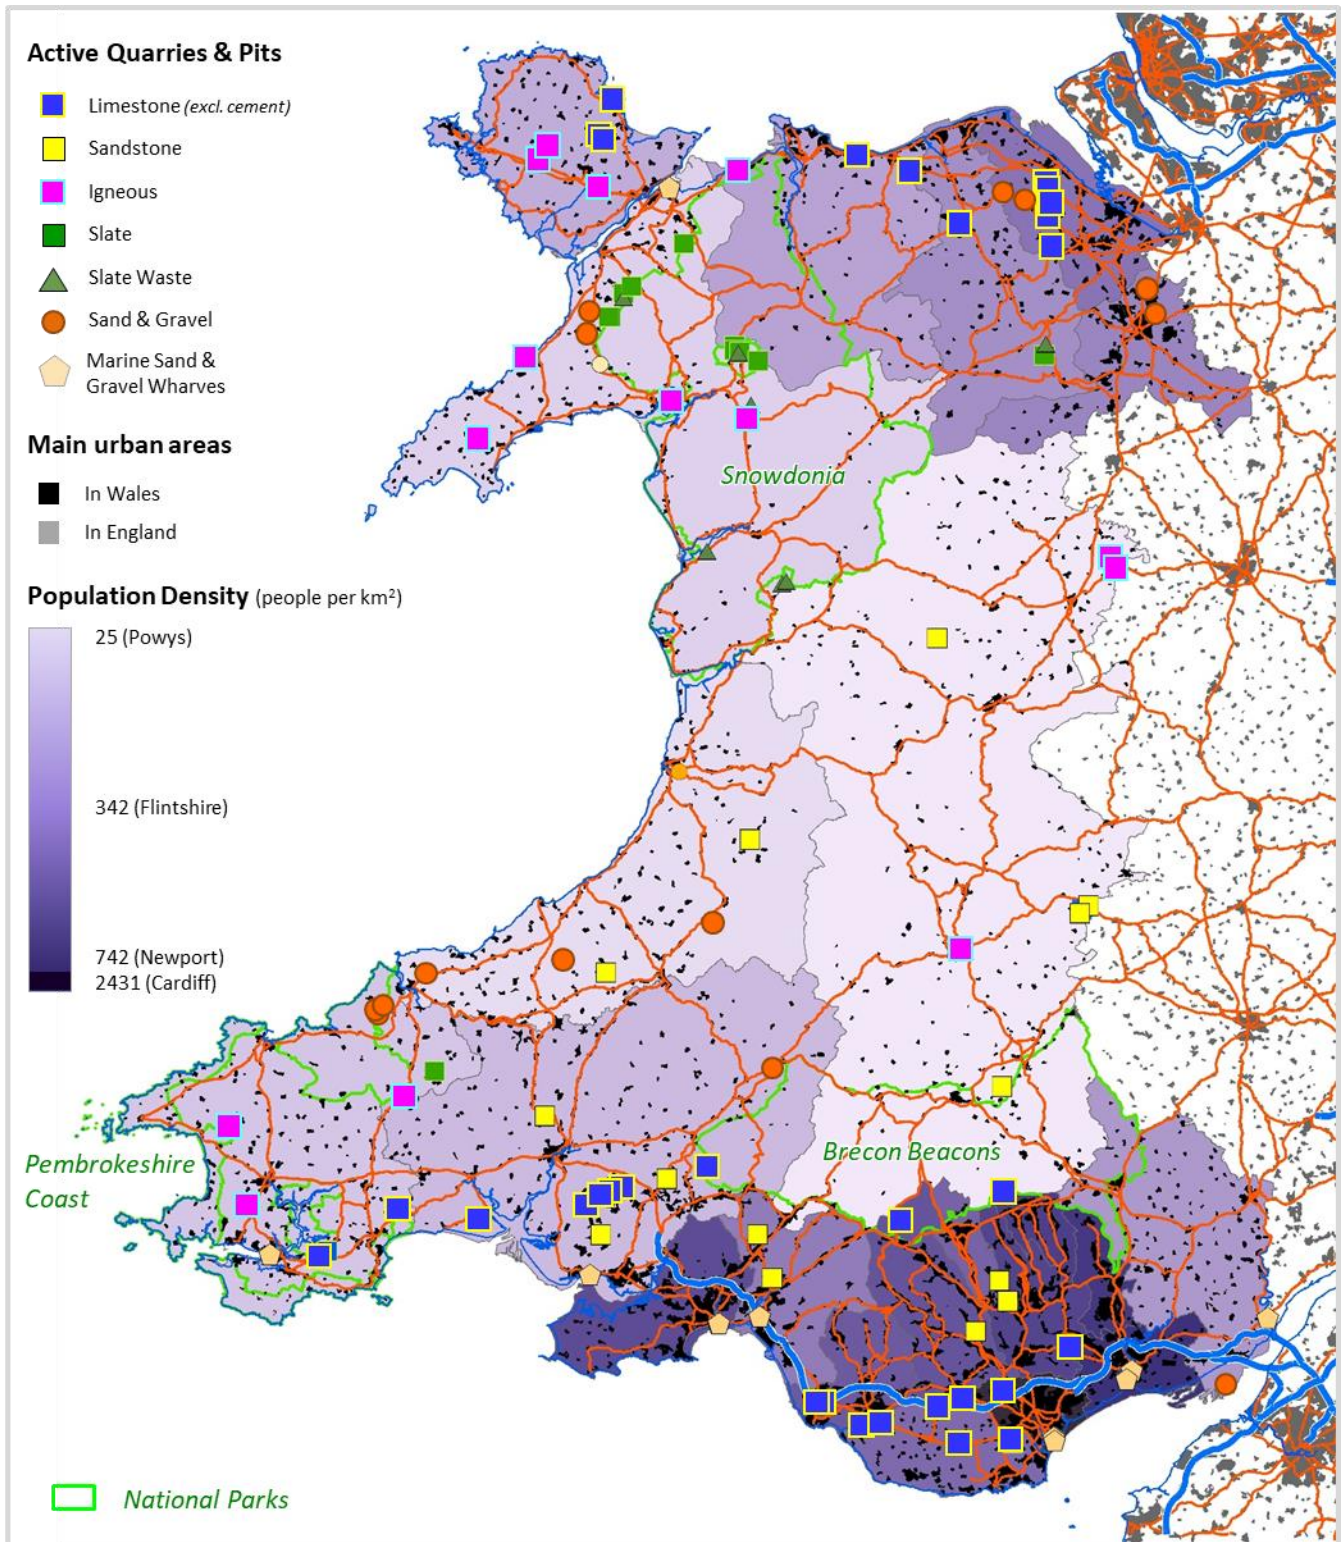 Active Quarries & Pits
Limestone (excl. cement)
Sandstone
Igneous
Slate
Slate Waste
Sand & Gravel
Marine Sand &
Gravel Wharves
Main urban areas
In Wales
In England
Population Density (people per km²)
25 (Powys)
342 (Flintshire)
742 (Newport)
2431 (Cardiff)
Snowdonia
Pembrokeshire
Coast
Brecon Beacons
National Parks